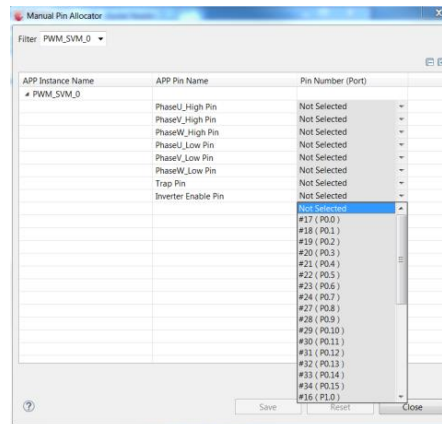 Manual Pin Allocator
Filter PWM_SVM_0
APP Instance Name APP Pin Name Pin Number (Port)
PWM_SVM_0
PhaseU_High Pin Not Selected
PhaseV_High Pin Not Selected
PhaseW_High Pin Not Selected
PhaseU_Low Pin Not Selected
PhaseV_Low Pin Not Selected
PhaseW_Low Pin Not Selected
Trap Pin Not Selected
Inverter Enable Pin Not Selected
Not Selected
#17 ( P0.0 )
#18 ( P0.1 )
#19 ( P0.2 )
#20 ( P0.3 )
#21 ( P0.4 )
#22 ( P0.5 )
#23 ( P0.6 )
#24 ( P0.7 )
#27 ( P0.8 )
#28 ( P0.9 )
#29 ( P0.10 )
#30 ( P0.11 )
#31 ( P0.12 )
#32 ( P0.13 )
#33 ( P0.14 )
#34 ( P0.15 )
#16 ( P1.0 )
Save Reset Close